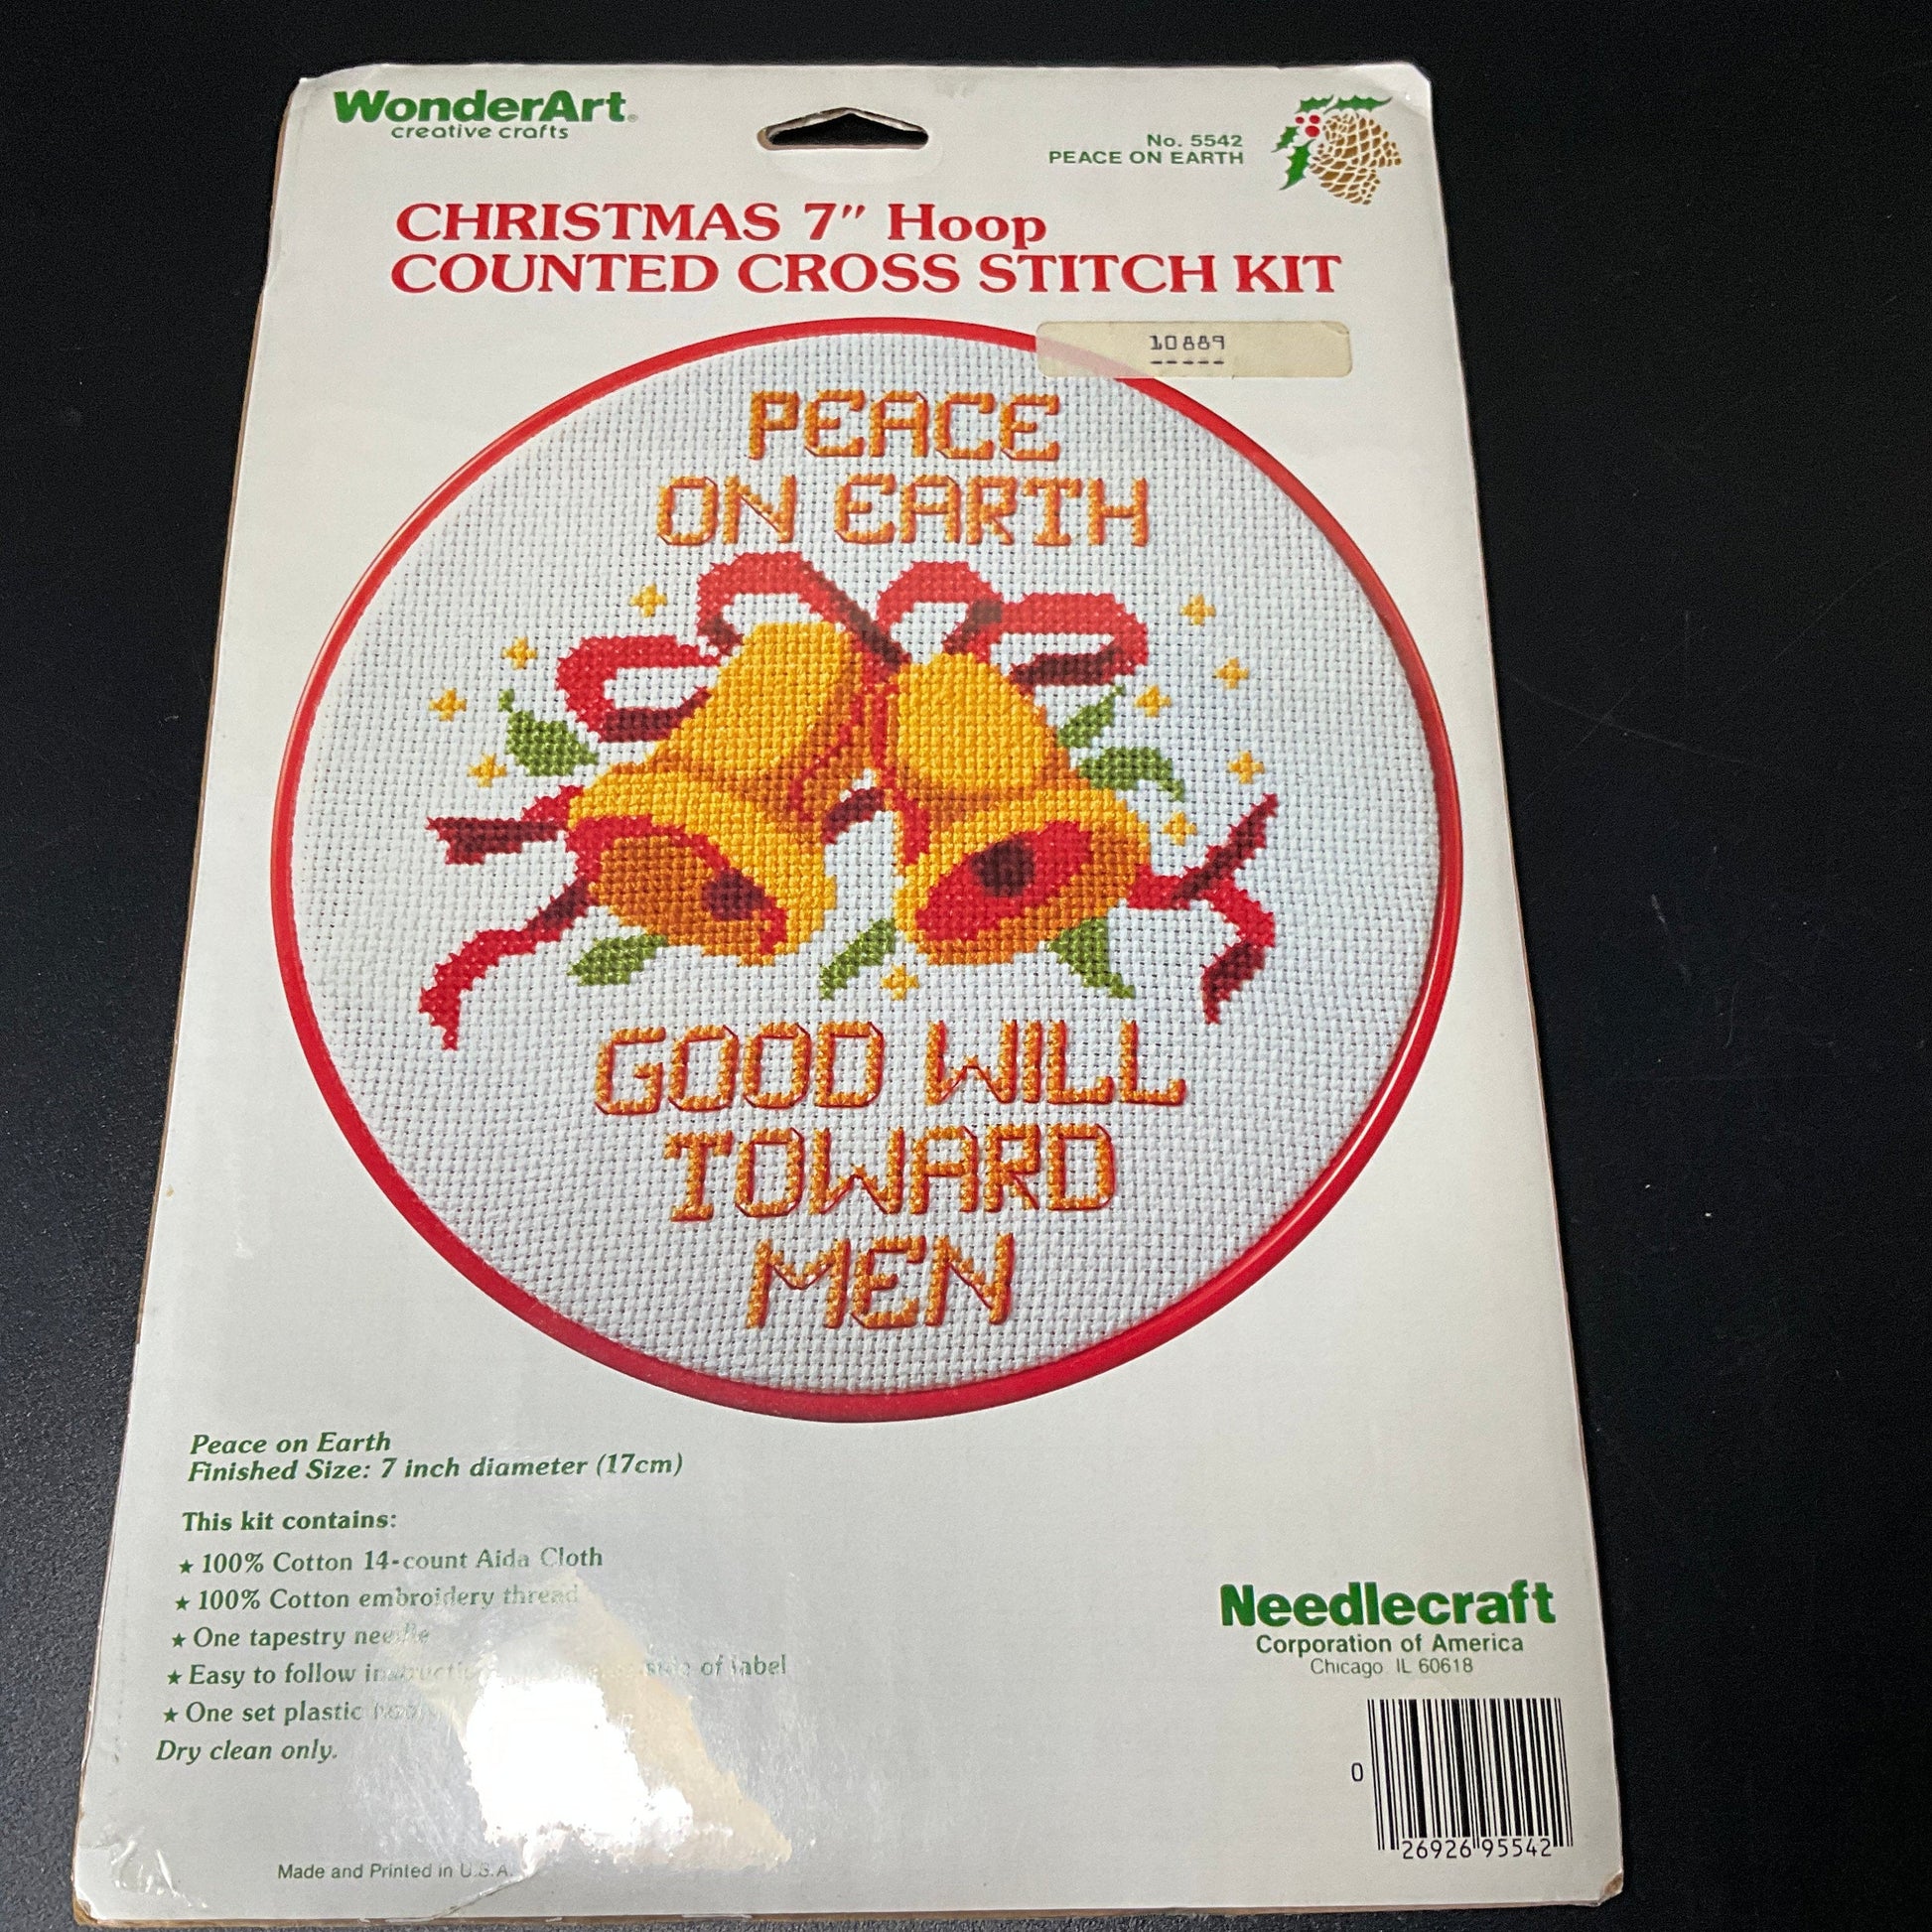 WonderArt®
creative crafts
No. 5542
PEACE ON EARTH
CHRISTMAS 7" Hoop
COUNTED CROSS STITCH KIT
10889
-----
PEACE
ON EARTH
GOOD WILL
TOWARD
MEN
Peace on Earth
Finished Size: 7 inch diameter (17cm)
This kit contains:
★ 100% Cotton 14-count Aida Cloth
★ 100% Cotton embroidery thread
★ One tapestry needle
★ Easy to follow instructions side of label
★ One set plastic
Dry clean only.
Needlecraft
Corporation of America
Chicago, IL 60618
0 26926 95542
Made and Printed in U.S.A.